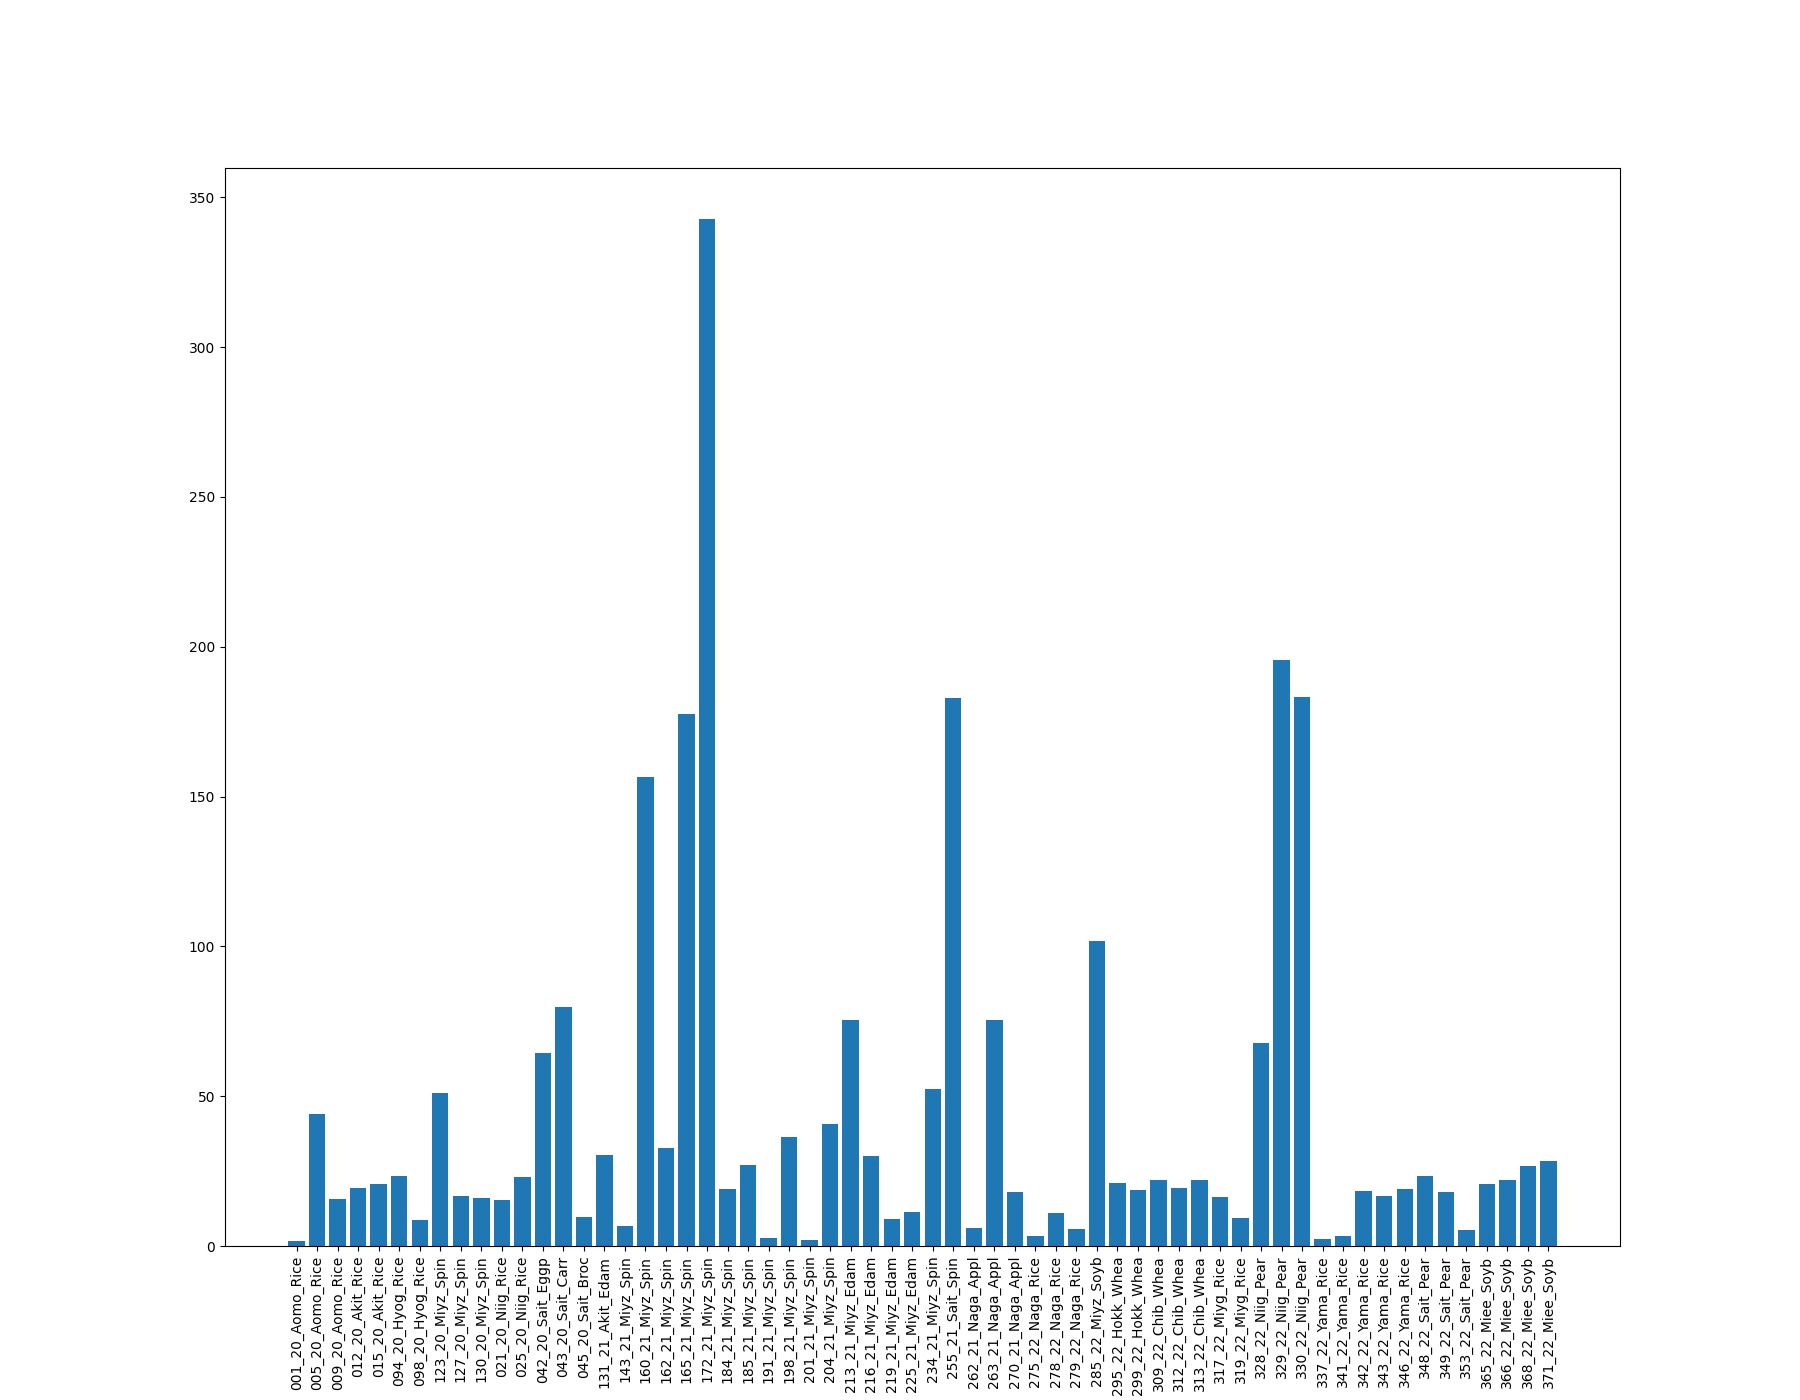 350
300
250
200
150
100
50
0
001_20_Aomo_Rice
005_20_Aomo_Rice
009_20_Aomo_Rice
012_20_Akit_Rice
015_20_Akit_Rice
094_20_Hyog_Rice
098_20_Hyog_Rice
123_20_Miyz_Spin
127_20_Miyz_Spin
130_20_Miyz_Spin
021_20_Niig_Rice
025_20_Niig_Rice
042_20_Sait_Eggp
043_20_Sait_Carr
045_20_Sait_Broc
131_21_Akit_Edam
143_21_Miyz_Spin
160_21_Miyz_Spin
162_21_Miyz_Spin
165_21_Miyz_Spin
172_21_Miyz_Spin
184_21_Miyz_Spin
185_21_Miyz_Spin
191_21_Miyz_Spin
198_21_Miyz_Spin
201_21_Miyz_Spin
204_21_Miyz_Spin
213_21_Miyz_Edam
216_21_Miyz_Edam
219_21_Miyz_Edam
225_21_Miyz_Edam
234_21_Miyz_Spin
255_21_Sait_Spin
262_21_Naga_Appl
263_21_Naga_Appl
270_21_Naga_Appl
275_22_Naga_Rice
278_22_Naga_Rice
279_22_Naga_Rice
285_22_Miyz_Soyb
295_22_Hokk_Whea
299_22_Hokk_Whea
309_22_Chib_Whea
312_22_Chib_Whea
313_22_Chib_Whea
317_22_Miyg_Rice
319_22_Miyg_Rice
328_22_Niig_Pear
329_22_Niig_Pear
330_22_Niig_Pear
337_22_Yama_Rice
341_22_Yama_Rice
342_22_Yama_Rice
343_22_Yama_Rice
346_22_Yama_Rice
348_22_Sait_Pear
349_22_Sait_Pear
353_22_Sait_Pear
365_22_Miee_Soyb
366_22_Miee_Soyb
368_22_Miee_Soyb
371_22_Miee_Soyb